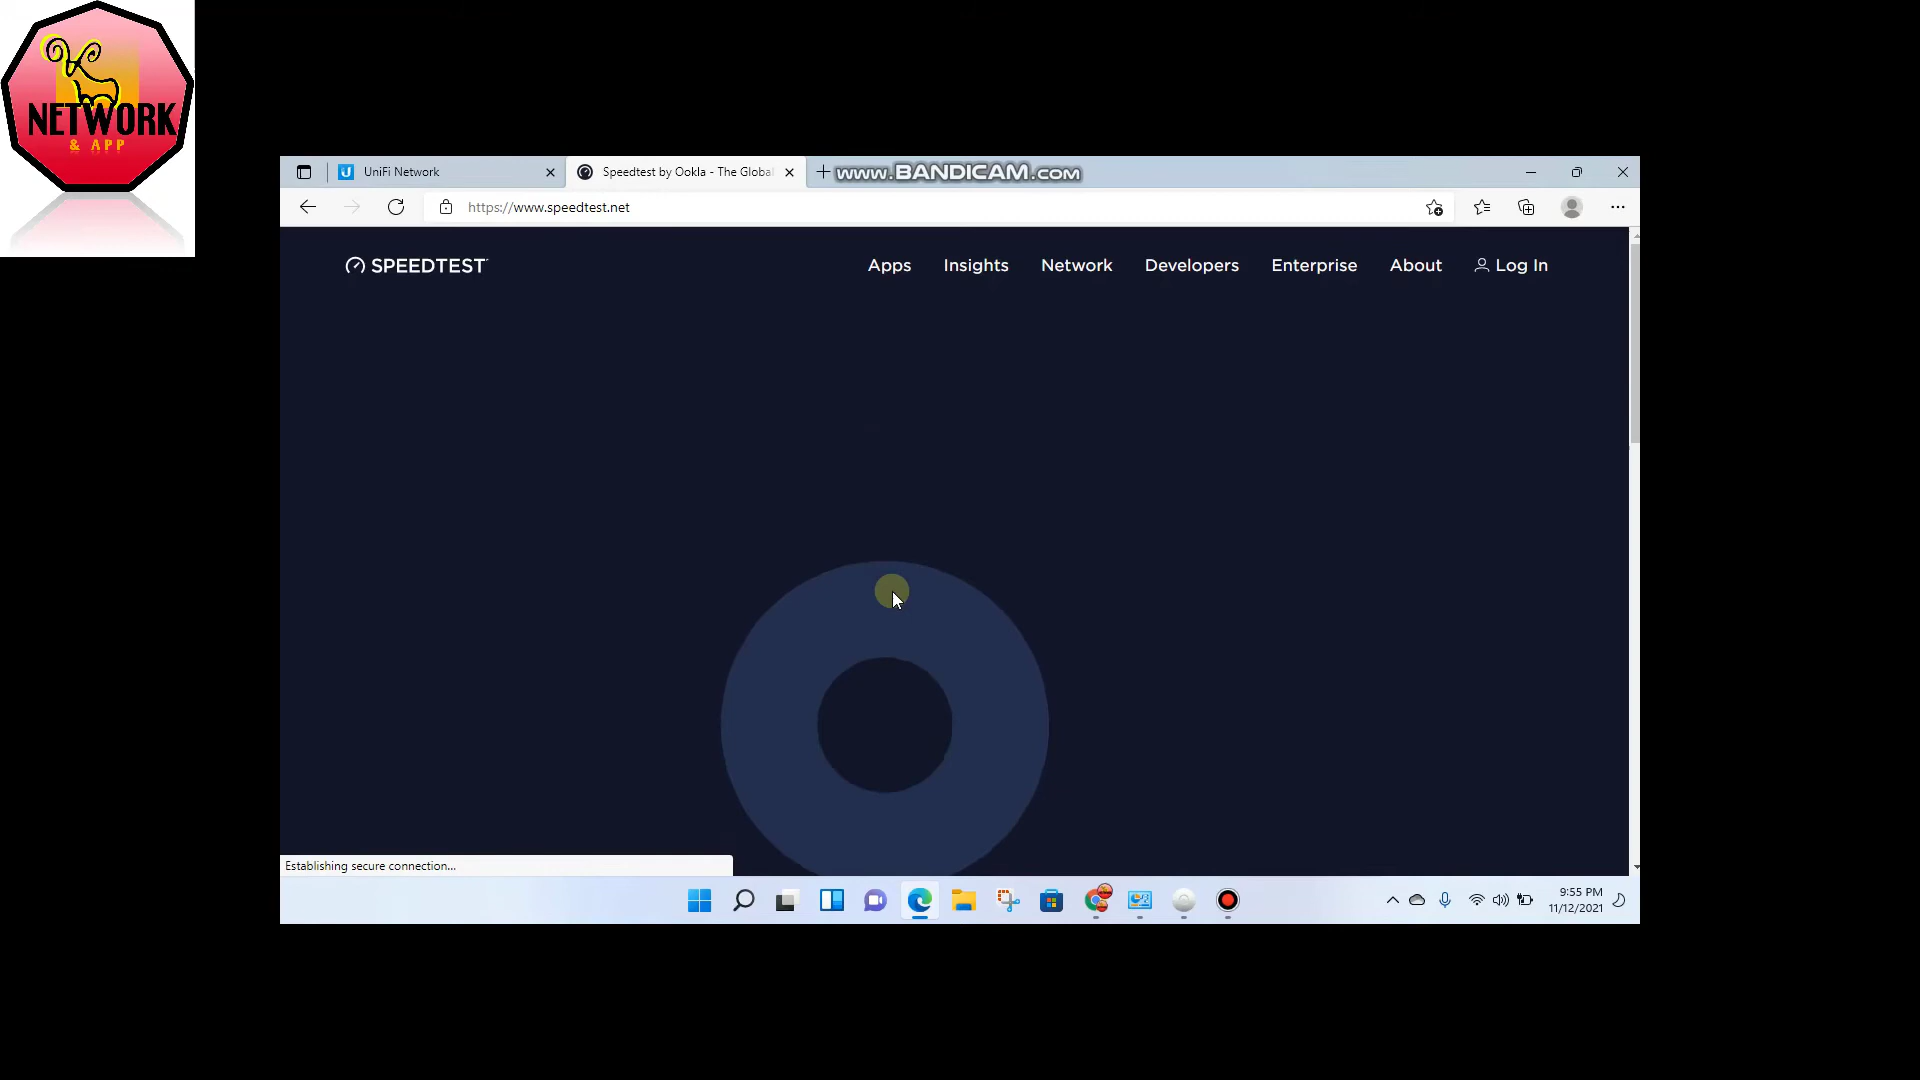 NETWORK
& APP
UniFi Network
Speedtest by Ookla - The Global
www.BANDICAM.com
https://www.speedtest.net
SPEEDTEST
Apps
Insights
Network
Developers
Enterprise
About
Log In
Establishing secure connection...
9:55 PM
11/12/2021